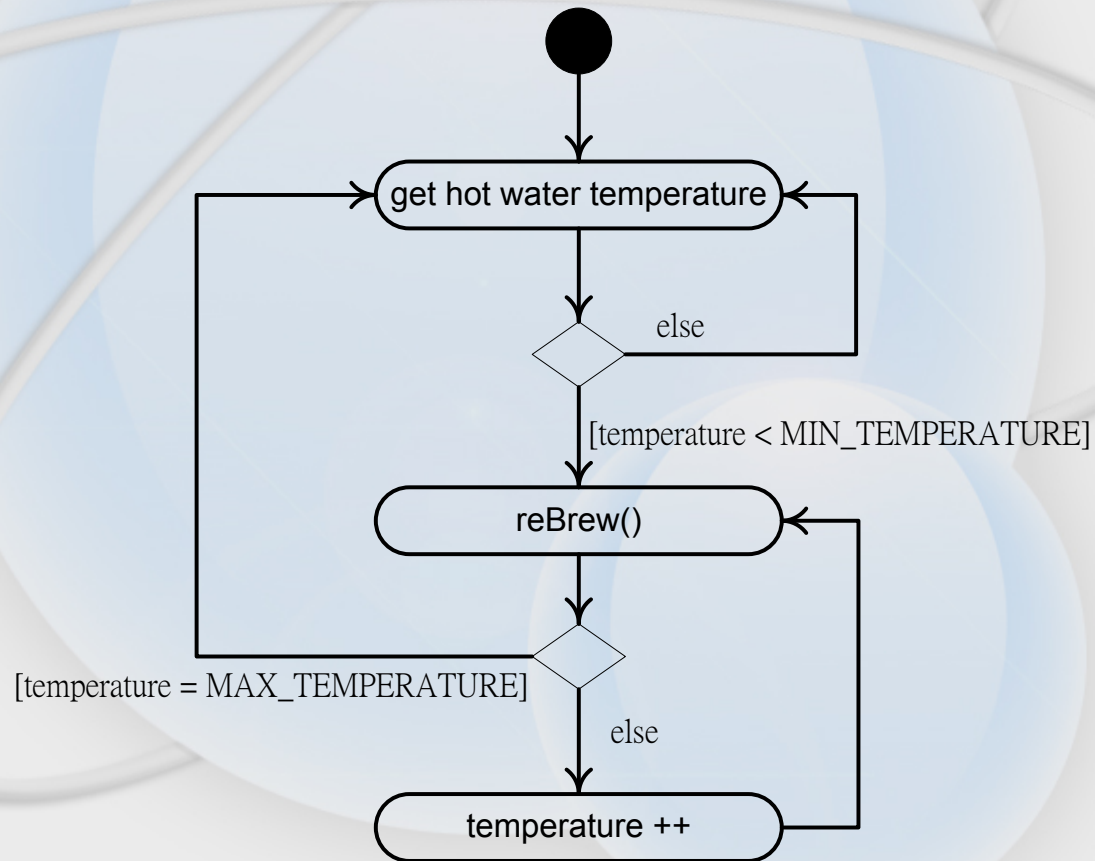 get hot water temperature
else
[temperature < MIN_TEMPERATURE]
reBrew()
[temperature = MAX_TEMPERATURE]
else
temperature ++